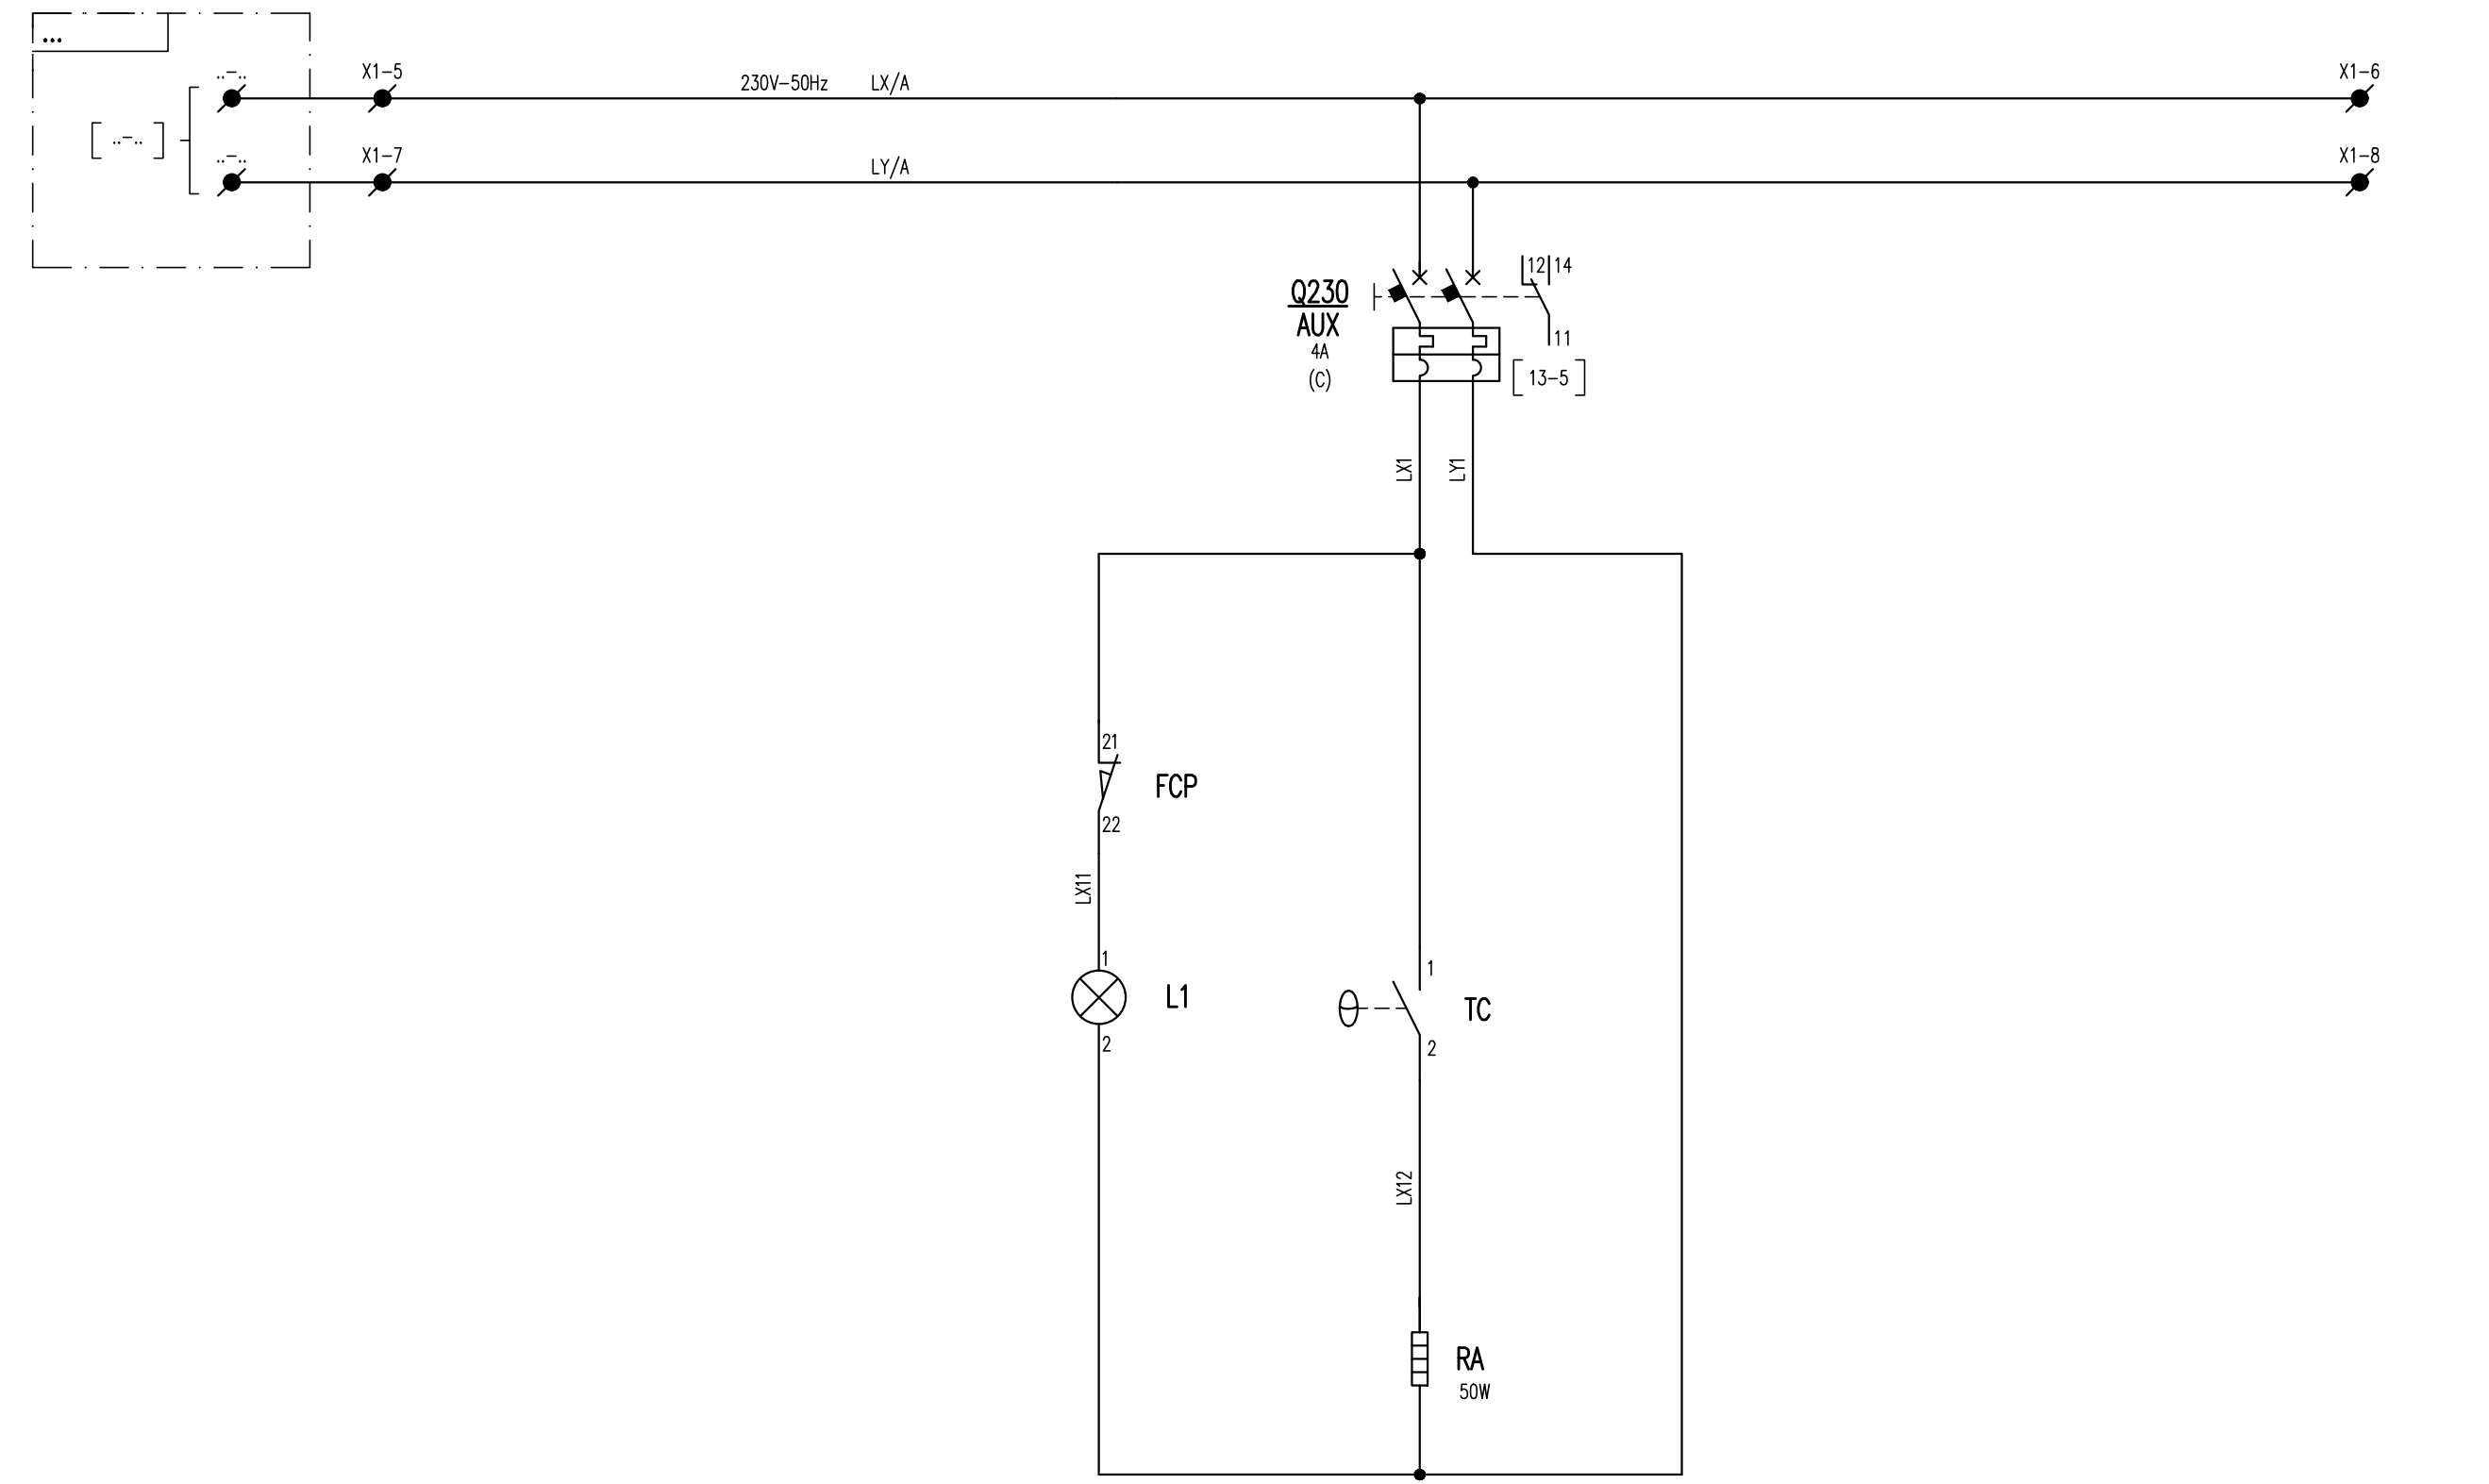 ...
..-..
X1-5
230V-50Hz
LX/A
X1-6
..-..
..-..
X1-7
LY/A
X1-8
Q230
AUX
4A
(C)
12
14
11
13-5
LX1
LY1
21
FCP
22
LX11
1
L1
2
1
TC
2
LX12
RA
50W